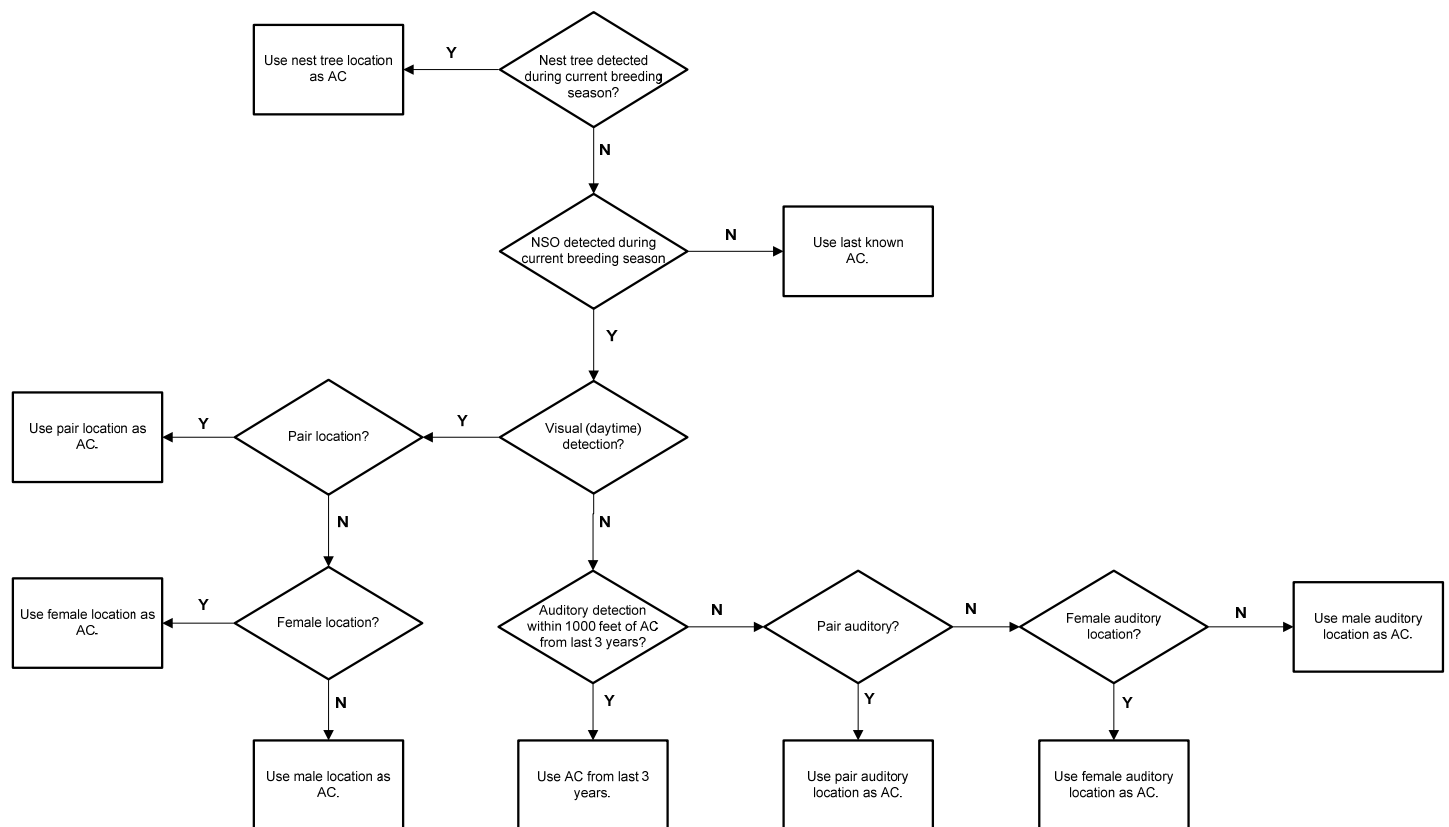 Use nest tree location
as AC
Y
Nest tree detected
during current breeding
season?
N
NSO detected during
current breeding season
N
Use last known
AC.
Y
Use pair location as
AC.
Y
Pair location?
Y
Visual (daytime)
detection?
N
N
Use female location as
AC.
Y
Female location?
Auditory detection
within 1000 feet of AC
from last 3 years?
N
Pair auditory?
N
Female auditory
location?
N
Use male auditory
location as AC.
N
Y
Y
Y
Use male location as
AC.
Use AC from last 3
years.
Use pair auditory
location as AC.
Use female auditory
location as AC.